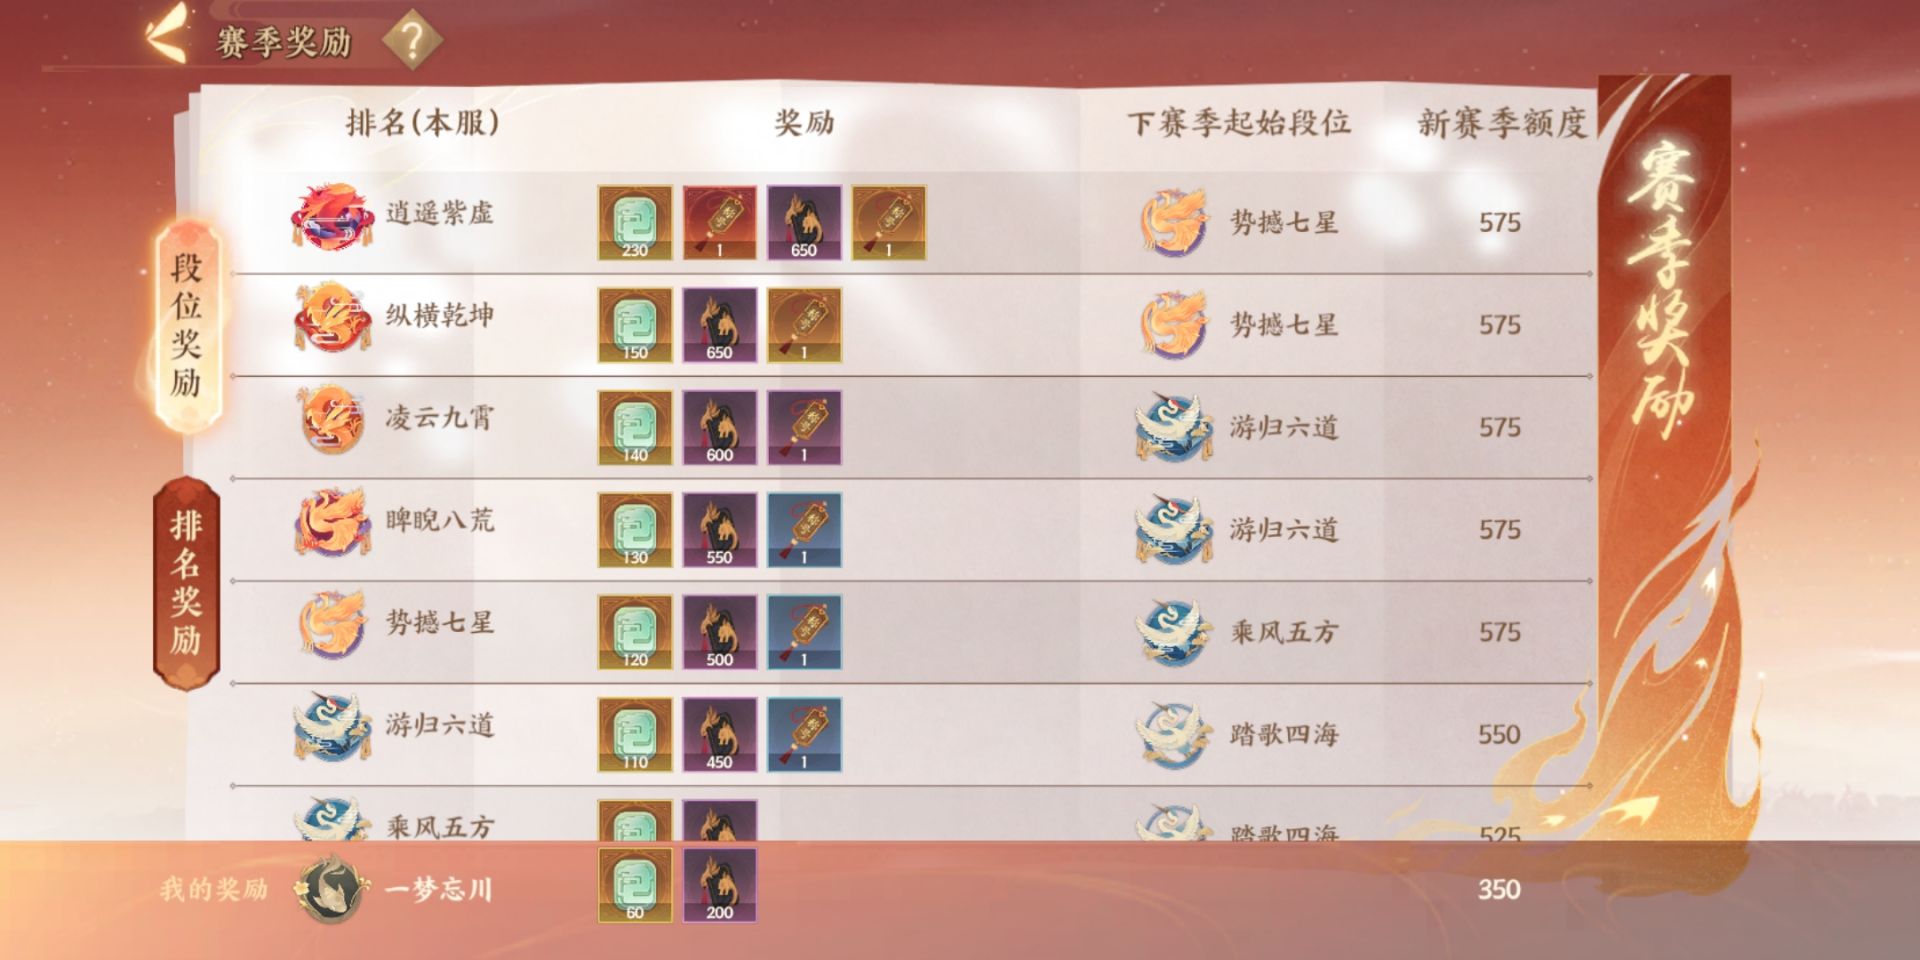 赛季奖励 ?
排名(本服) 奖励 下赛季起始段位 新赛季额度
逍遥紫虚 230 1 650 1 势撼七星 575
纵横乾坤 150 650 1 势撼七星 575
凌云九霄 140 600 1 游归六道 575
睥睨八荒 130 550 1 游归六道 575
势撼七星 120 500 1 乘风五方 575
游归六道 110 450 1 踏歌四海 550
乘风五方 踏歌四海 525
我的奖励 一梦忘川 60 200 350
段位奖励
排名奖励
赛季奖励